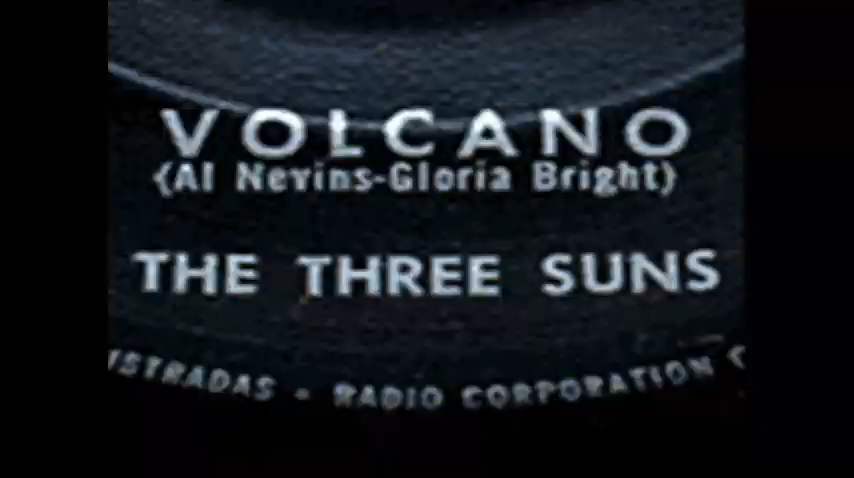 VOLCANO
(Al Nevins-Gloria Bright)
THE THREE SUNS
ISTRADAS - RADIO CORPORATION